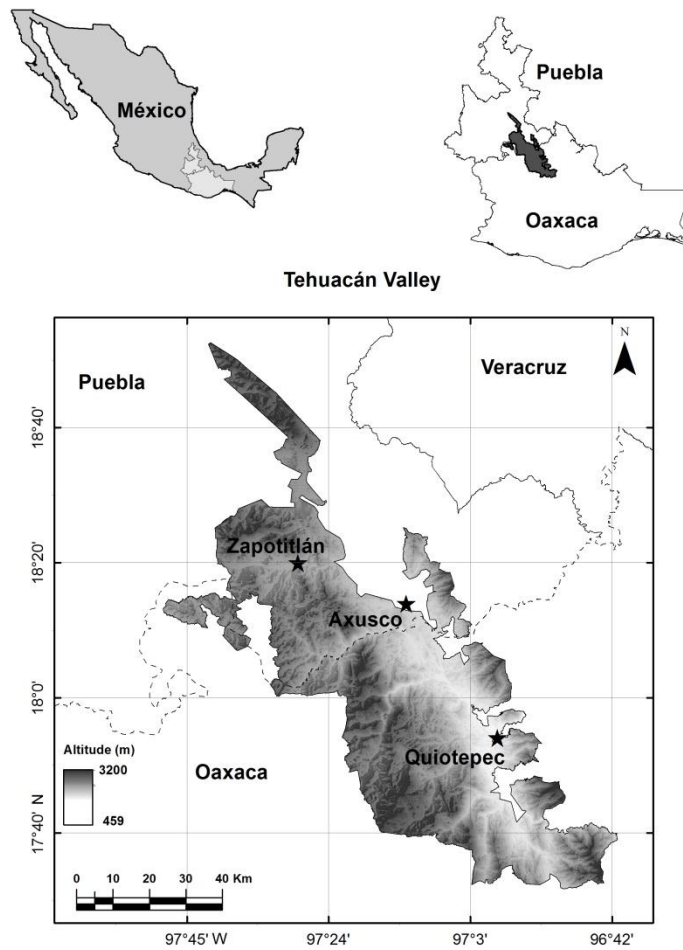 México
Puebla
Oaxaca
Tehuacán Valley
Puebla
Veracruz
N
18°40'
Zapotitlán
18°20'
Axusco
18°0'
Altitude (m)
3200
459
Oaxaca
Quiotepec
17°40' N
0 10 20 30 40 Km
97°45' W 97°24' 97°3' 96°42'